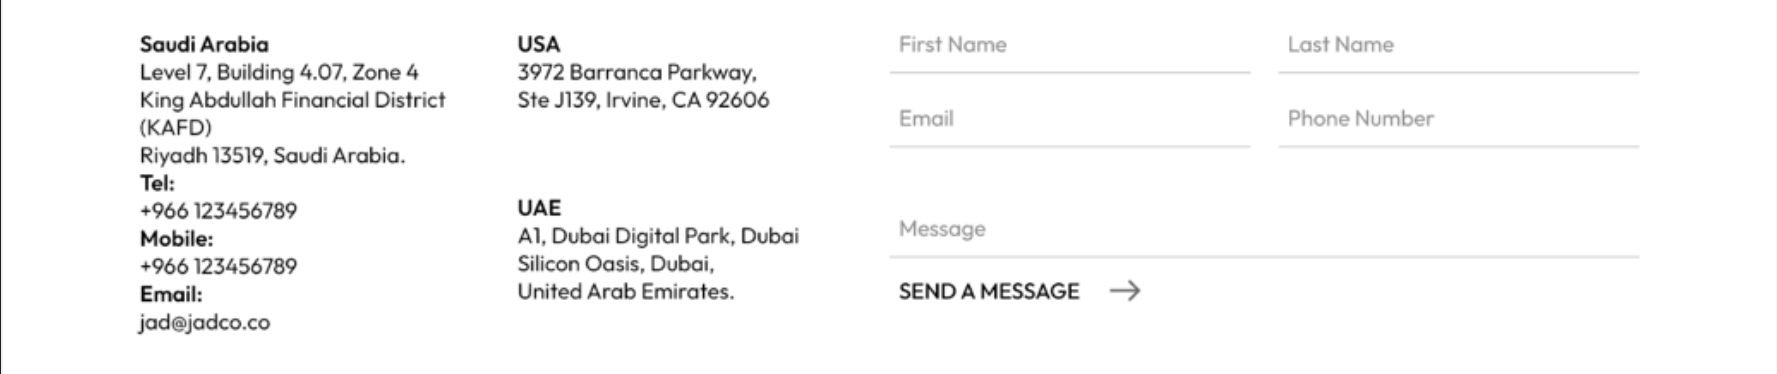 Saudi Arabia
Level 7, Building 4.07, Zone 4
King Abdullah Financial District
(KAFD)
Riyadh 13519, Saudi Arabia.
Tel:
+966 123456789
Mobile:
+966 123456789
Email:
jad@jadco.co
USA
3972 Barranca Parkway,
Ste J139, Irvine, CA 92606
UAE
A1, Dubai Digital Park, Dubai
Silicon Oasis, Dubai,
United Arab Emirates.
First Name
Last Name
Email
Phone Number
Message
SEND A MESSAGE